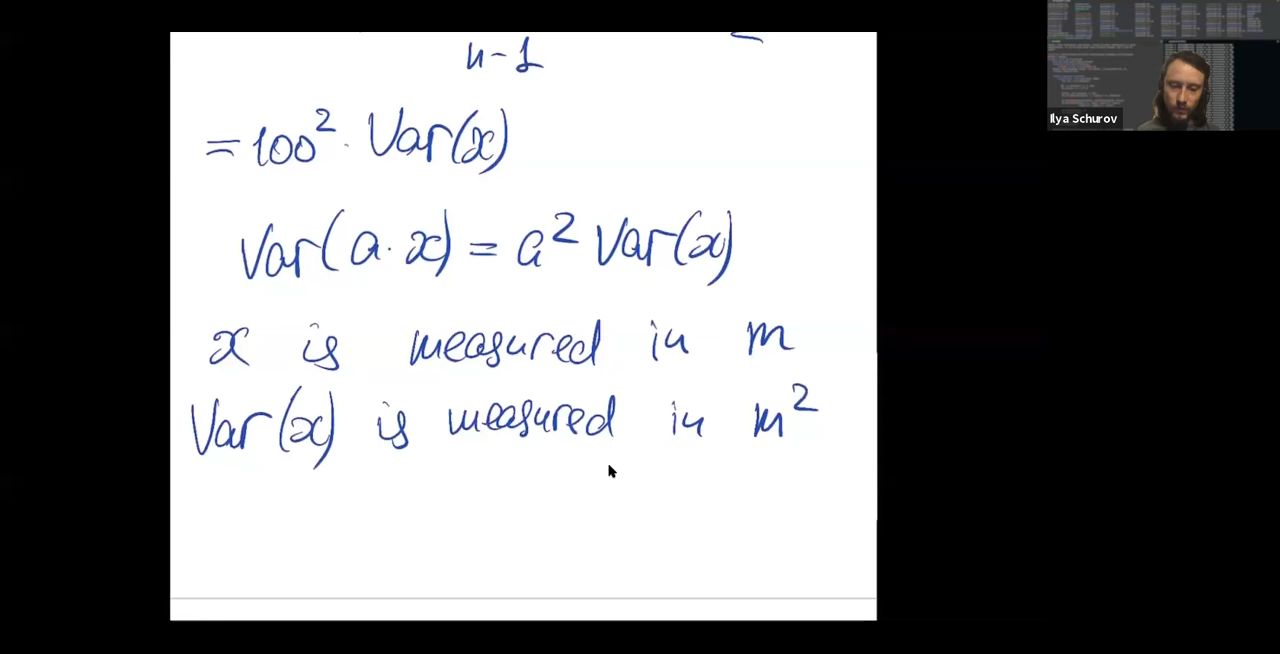 n-1
= 100² · Var(x)
Var(a·x) = a² Var(x)
x is measured in m
Var(x) is measured in m²
Ilya Schurov